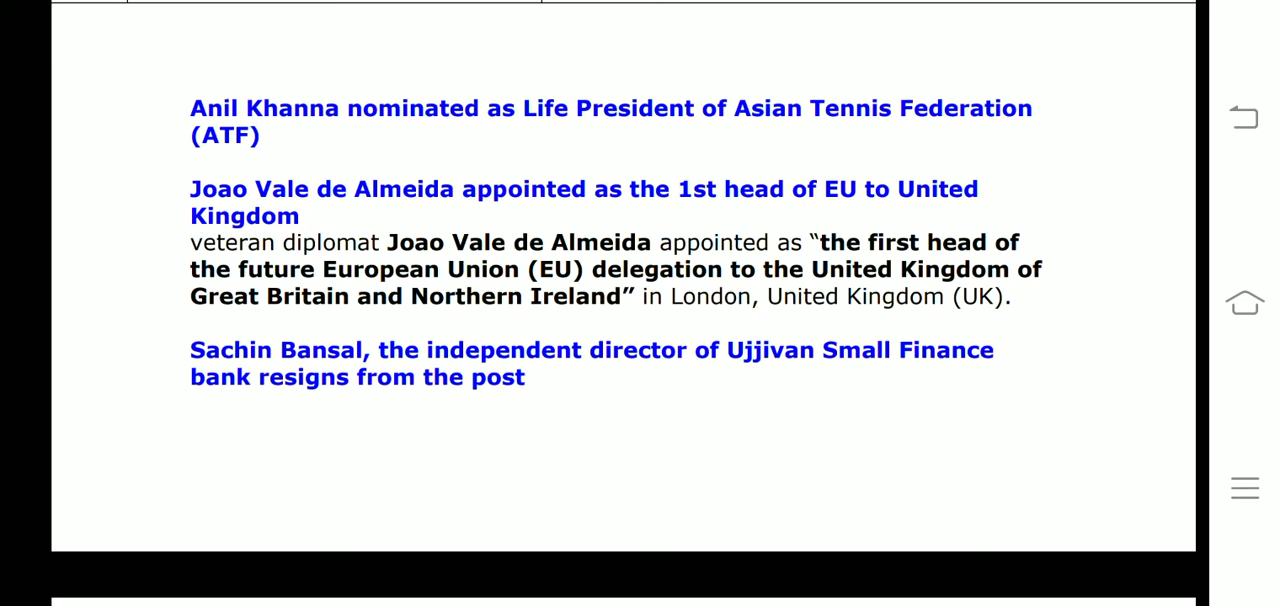 Anil Khanna nominated as Life President of Asian Tennis Federation
(ATF)
Joao Vale de Almeida appointed as the 1st head of EU to United
Kingdom
veteran diplomat Joao Vale de Almeida appointed as “the first head of
the future European Union (EU) delegation to the United Kingdom of
Great Britain and Northern Ireland” in London, United Kingdom (UK).
Sachin Bansal, the independent director of Ujjivan Small Finance
bank resigns from the post